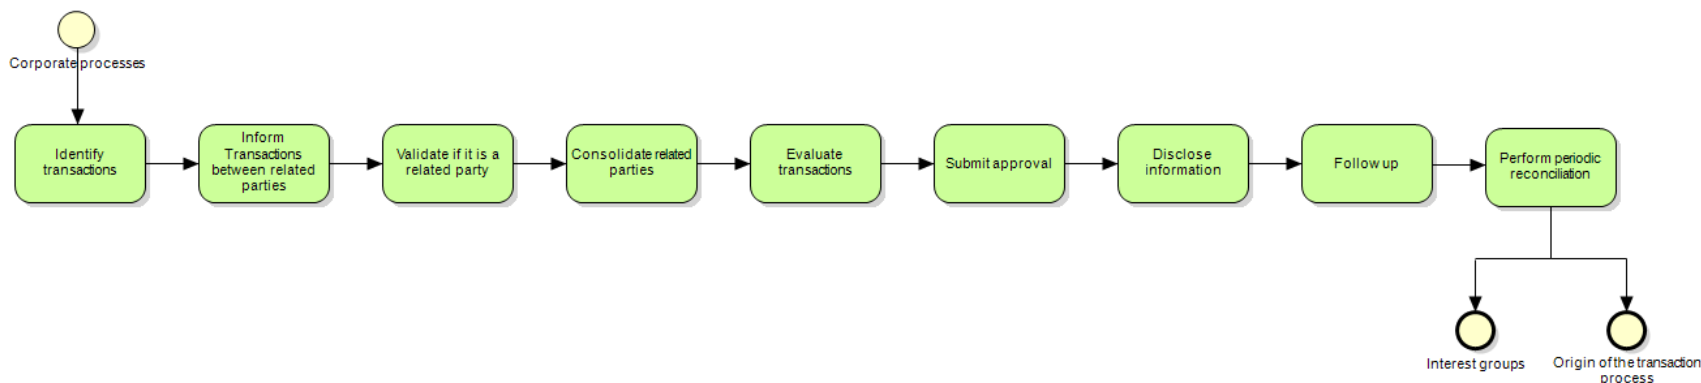 Corporate processes
Identify
transactions
Inform
Transactions
between related
parties
Validate if it is a
related party
Consolidate related
parties
Evaluate
transactions
Submit approval
Disclose
information
Follow up
Perform periodic
reconciliation
Interest groups
Origin of the transaction
process